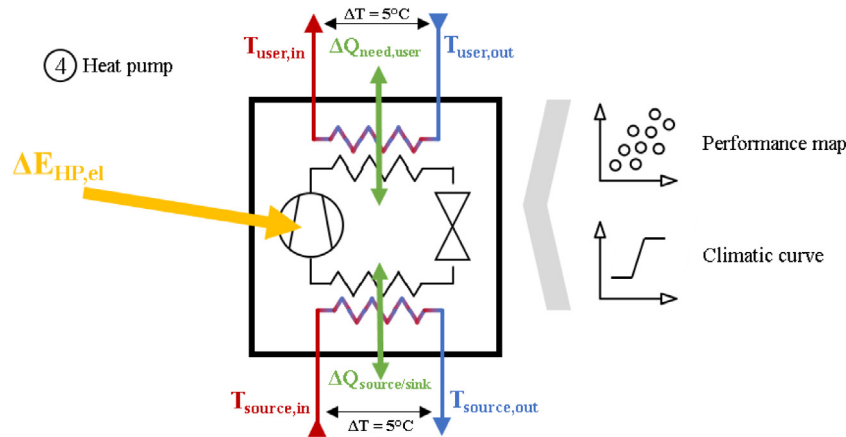 ΔT = 5°C
T_user,in
ΔQ_need,user
T_user,out
④ Heat pump
ΔE_HP,el
Performance map
Climatic curve
ΔQ_source/sink
T_source,in
T_source,out
ΔT = 5°C